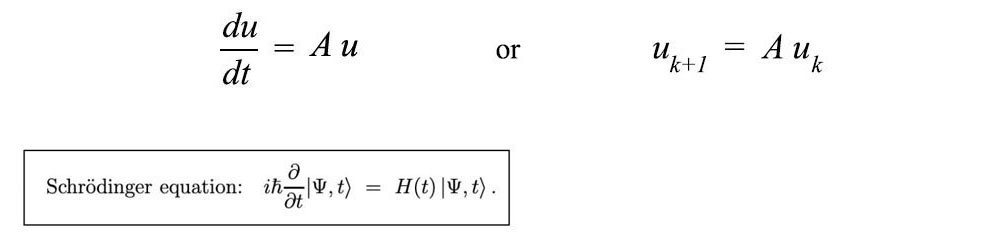 du/dt = A u or u_{k+1} = A u_k
Schrödinger equation: iℏ ∂/∂t |Ψ, t⟩ = H(t) |Ψ, t⟩ .